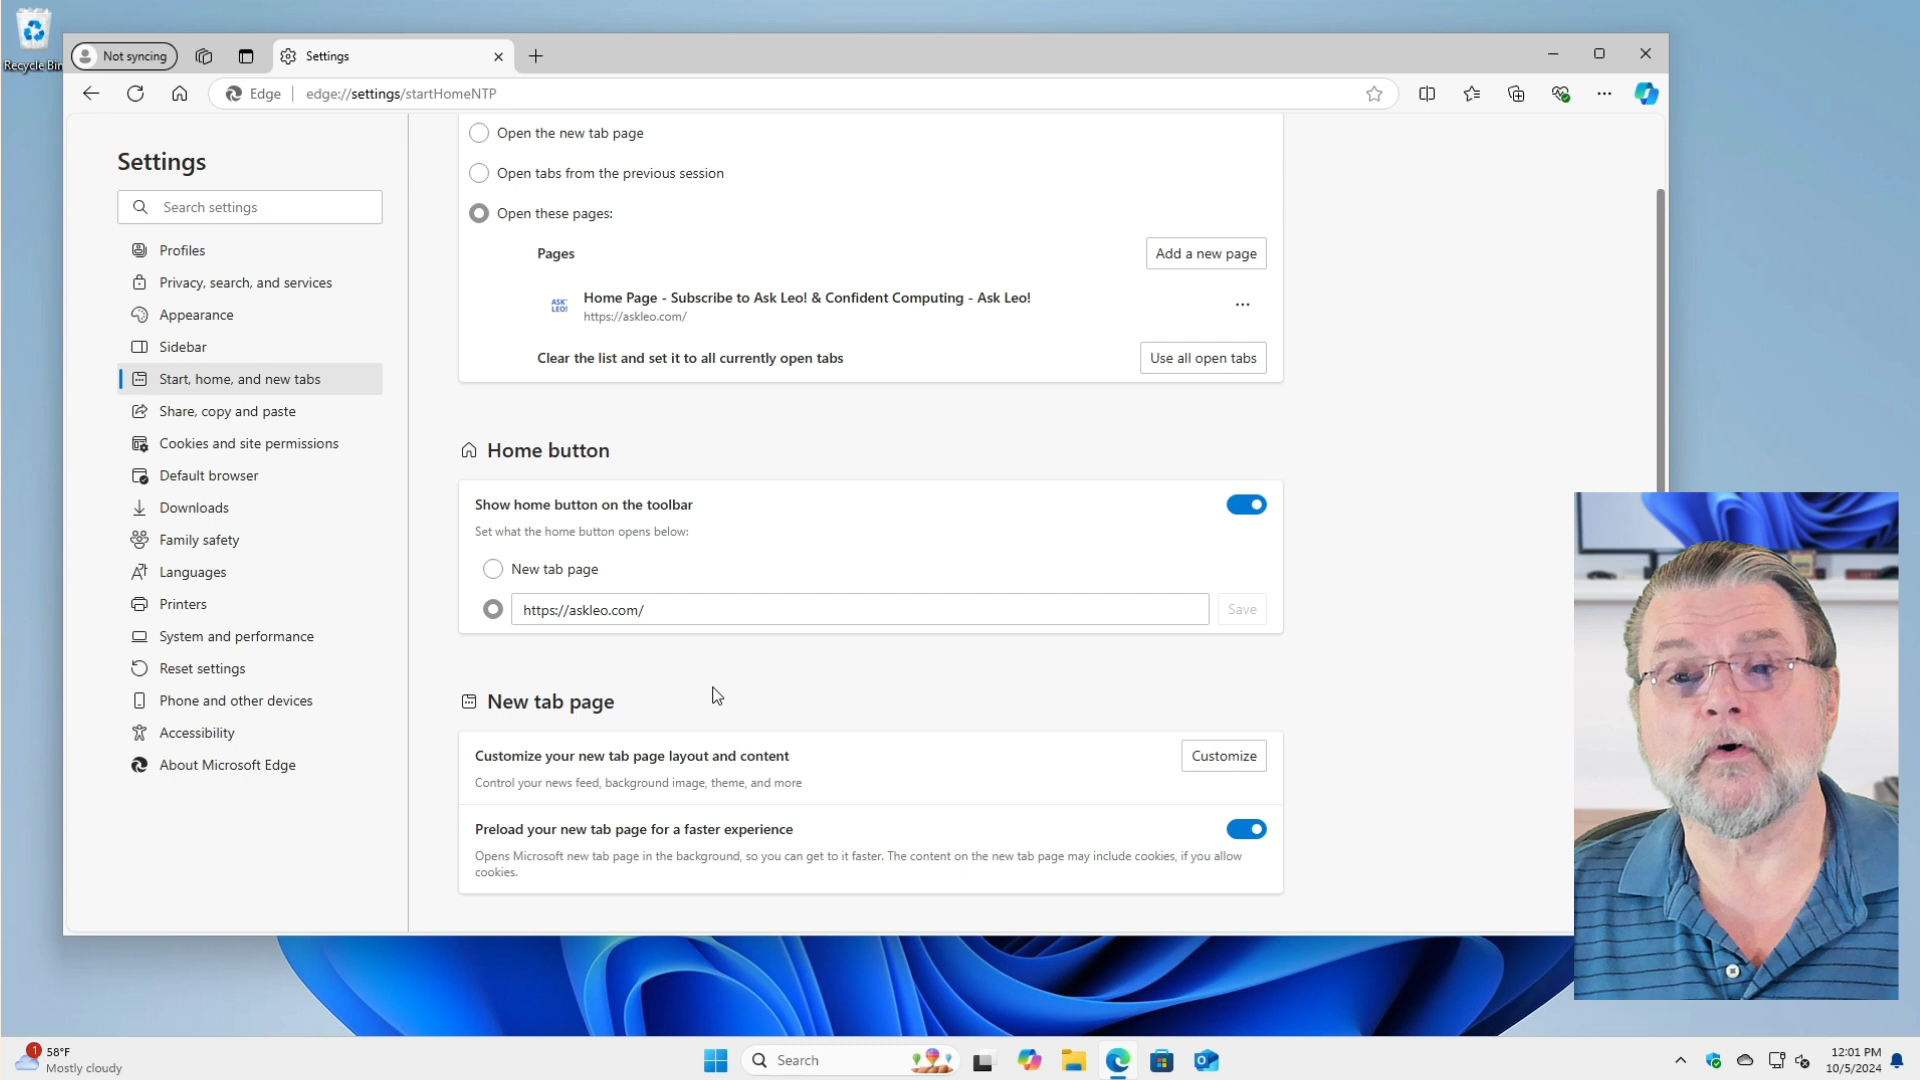 Recycle Bin
Not syncing
Settings
Edge
edge://settings/startHomeNTP
Settings
Search settings
Profiles
Privacy, search, and services
Appearance
Sidebar
Start, home, and new tabs
Share, copy and paste
Cookies and site permissions
Default browser
Downloads
Family safety
Languages
Printers
System and performance
Reset settings
Phone and other devices
Accessibility
About Microsoft Edge
Open the new tab page
Open tabs from the previous session
Open these pages:
Pages
Add a new page
ASK
LEO!
Home Page - Subscribe to Ask Leo! & Confident Computing - Ask Leo!
https://askleo.com/
Clear the list and set it to all currently open tabs
Use all open tabs
Home button
Show home button on the toolbar
Set what the home button opens below:
New tab page
https://askleo.com/
Save
New tab page
Customize your new tab page layout and content
Customize
Control your news feed, background image, theme, and more
Preload your new tab page for a faster experience
Opens Microsoft new tab page in the background, so you can get to it faster. The content on the new tab page may include cookies, if you allow
cookies.
1
58°F
Mostly cloudy
Search
12:01 PM
10/5/2024